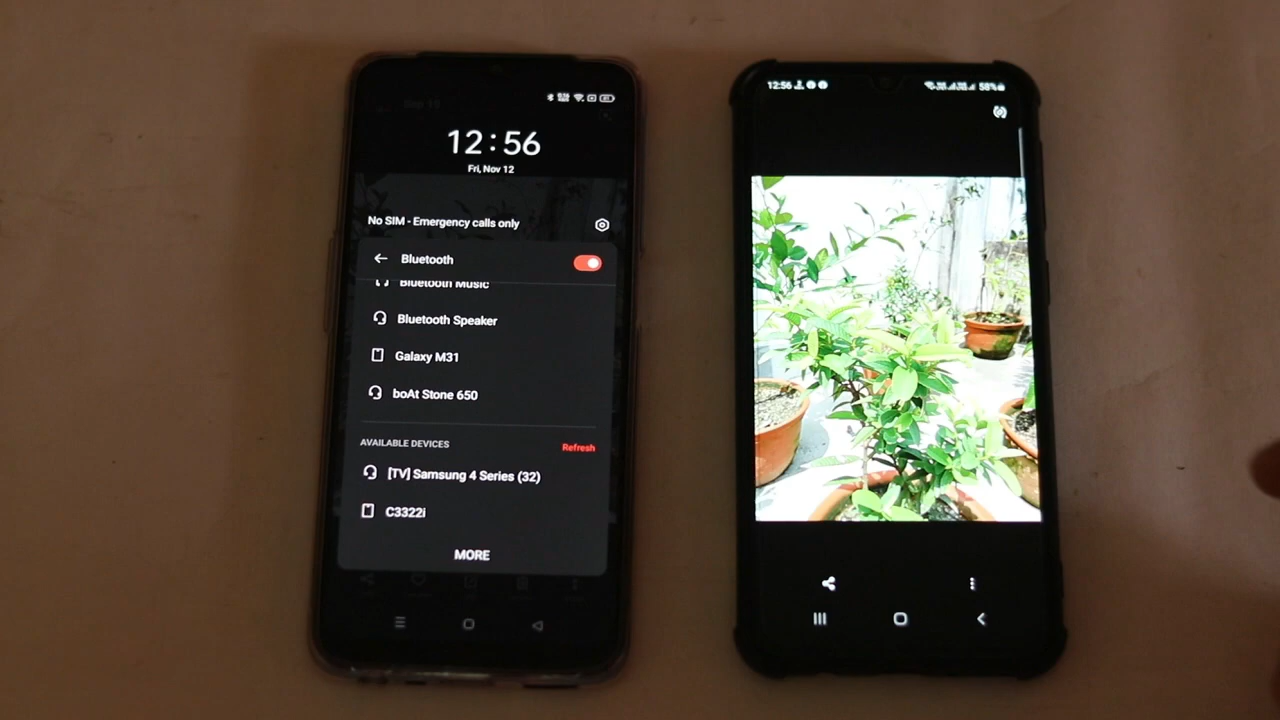 12:56
Fri, Nov 12
No SIM - Emergency calls only
Bluetooth
Bluetooth Music
Bluetooth Speaker
Galaxy M31
boAt Stone 650
AVAILABLE DEVICES
Refresh
[TV] Samsung 4 Series (32)
C3322i
MORE
12:56
58%